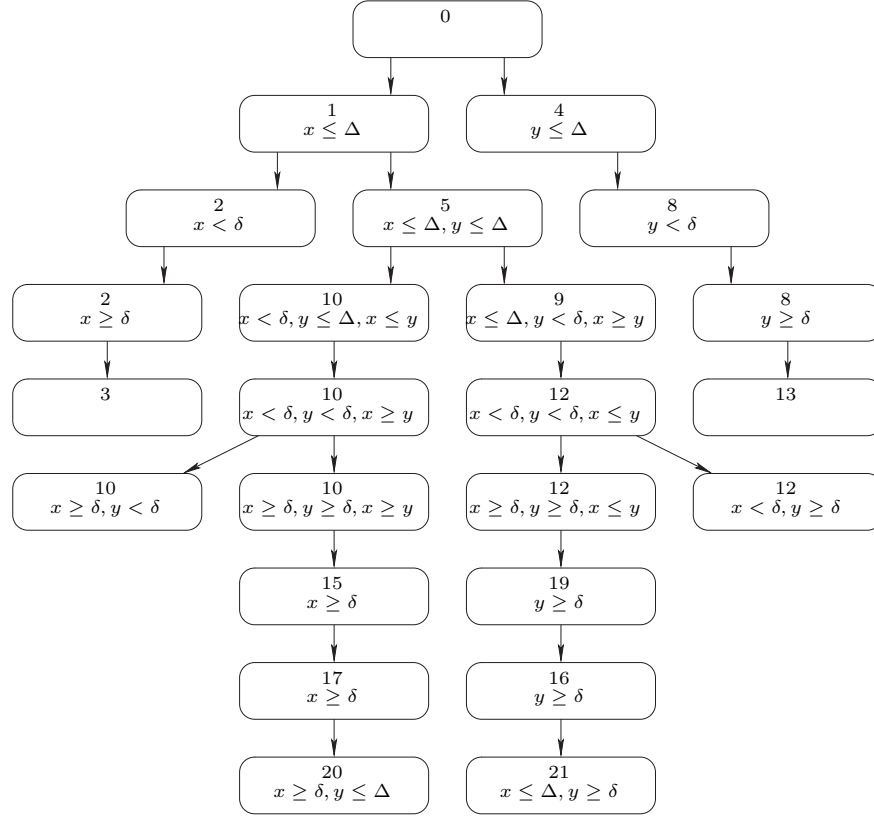 0
1
x ≤ Δ
4
y ≤ Δ
2
x < δ
5
x ≤ Δ, y ≤ Δ
8
y < δ
2
x ≥ δ
10
x < δ, y ≤ Δ, x ≤ y
9
x ≤ Δ, y < δ, x ≥ y
8
y ≥ δ
3
10
x < δ, y < δ, x ≥ y
12
x < δ, y < δ, x ≤ y
13
10
x ≥ δ, y < δ
10
x ≥ δ, y ≥ δ, x ≥ y
12
x ≥ δ, y ≥ δ, x ≤ y
12
x < δ, y ≥ δ
15
x ≥ δ
19
y ≥ δ
17
x ≥ δ
16
y ≥ δ
20
x ≥ δ, y ≤ Δ
21
x ≤ Δ, y ≥ δ